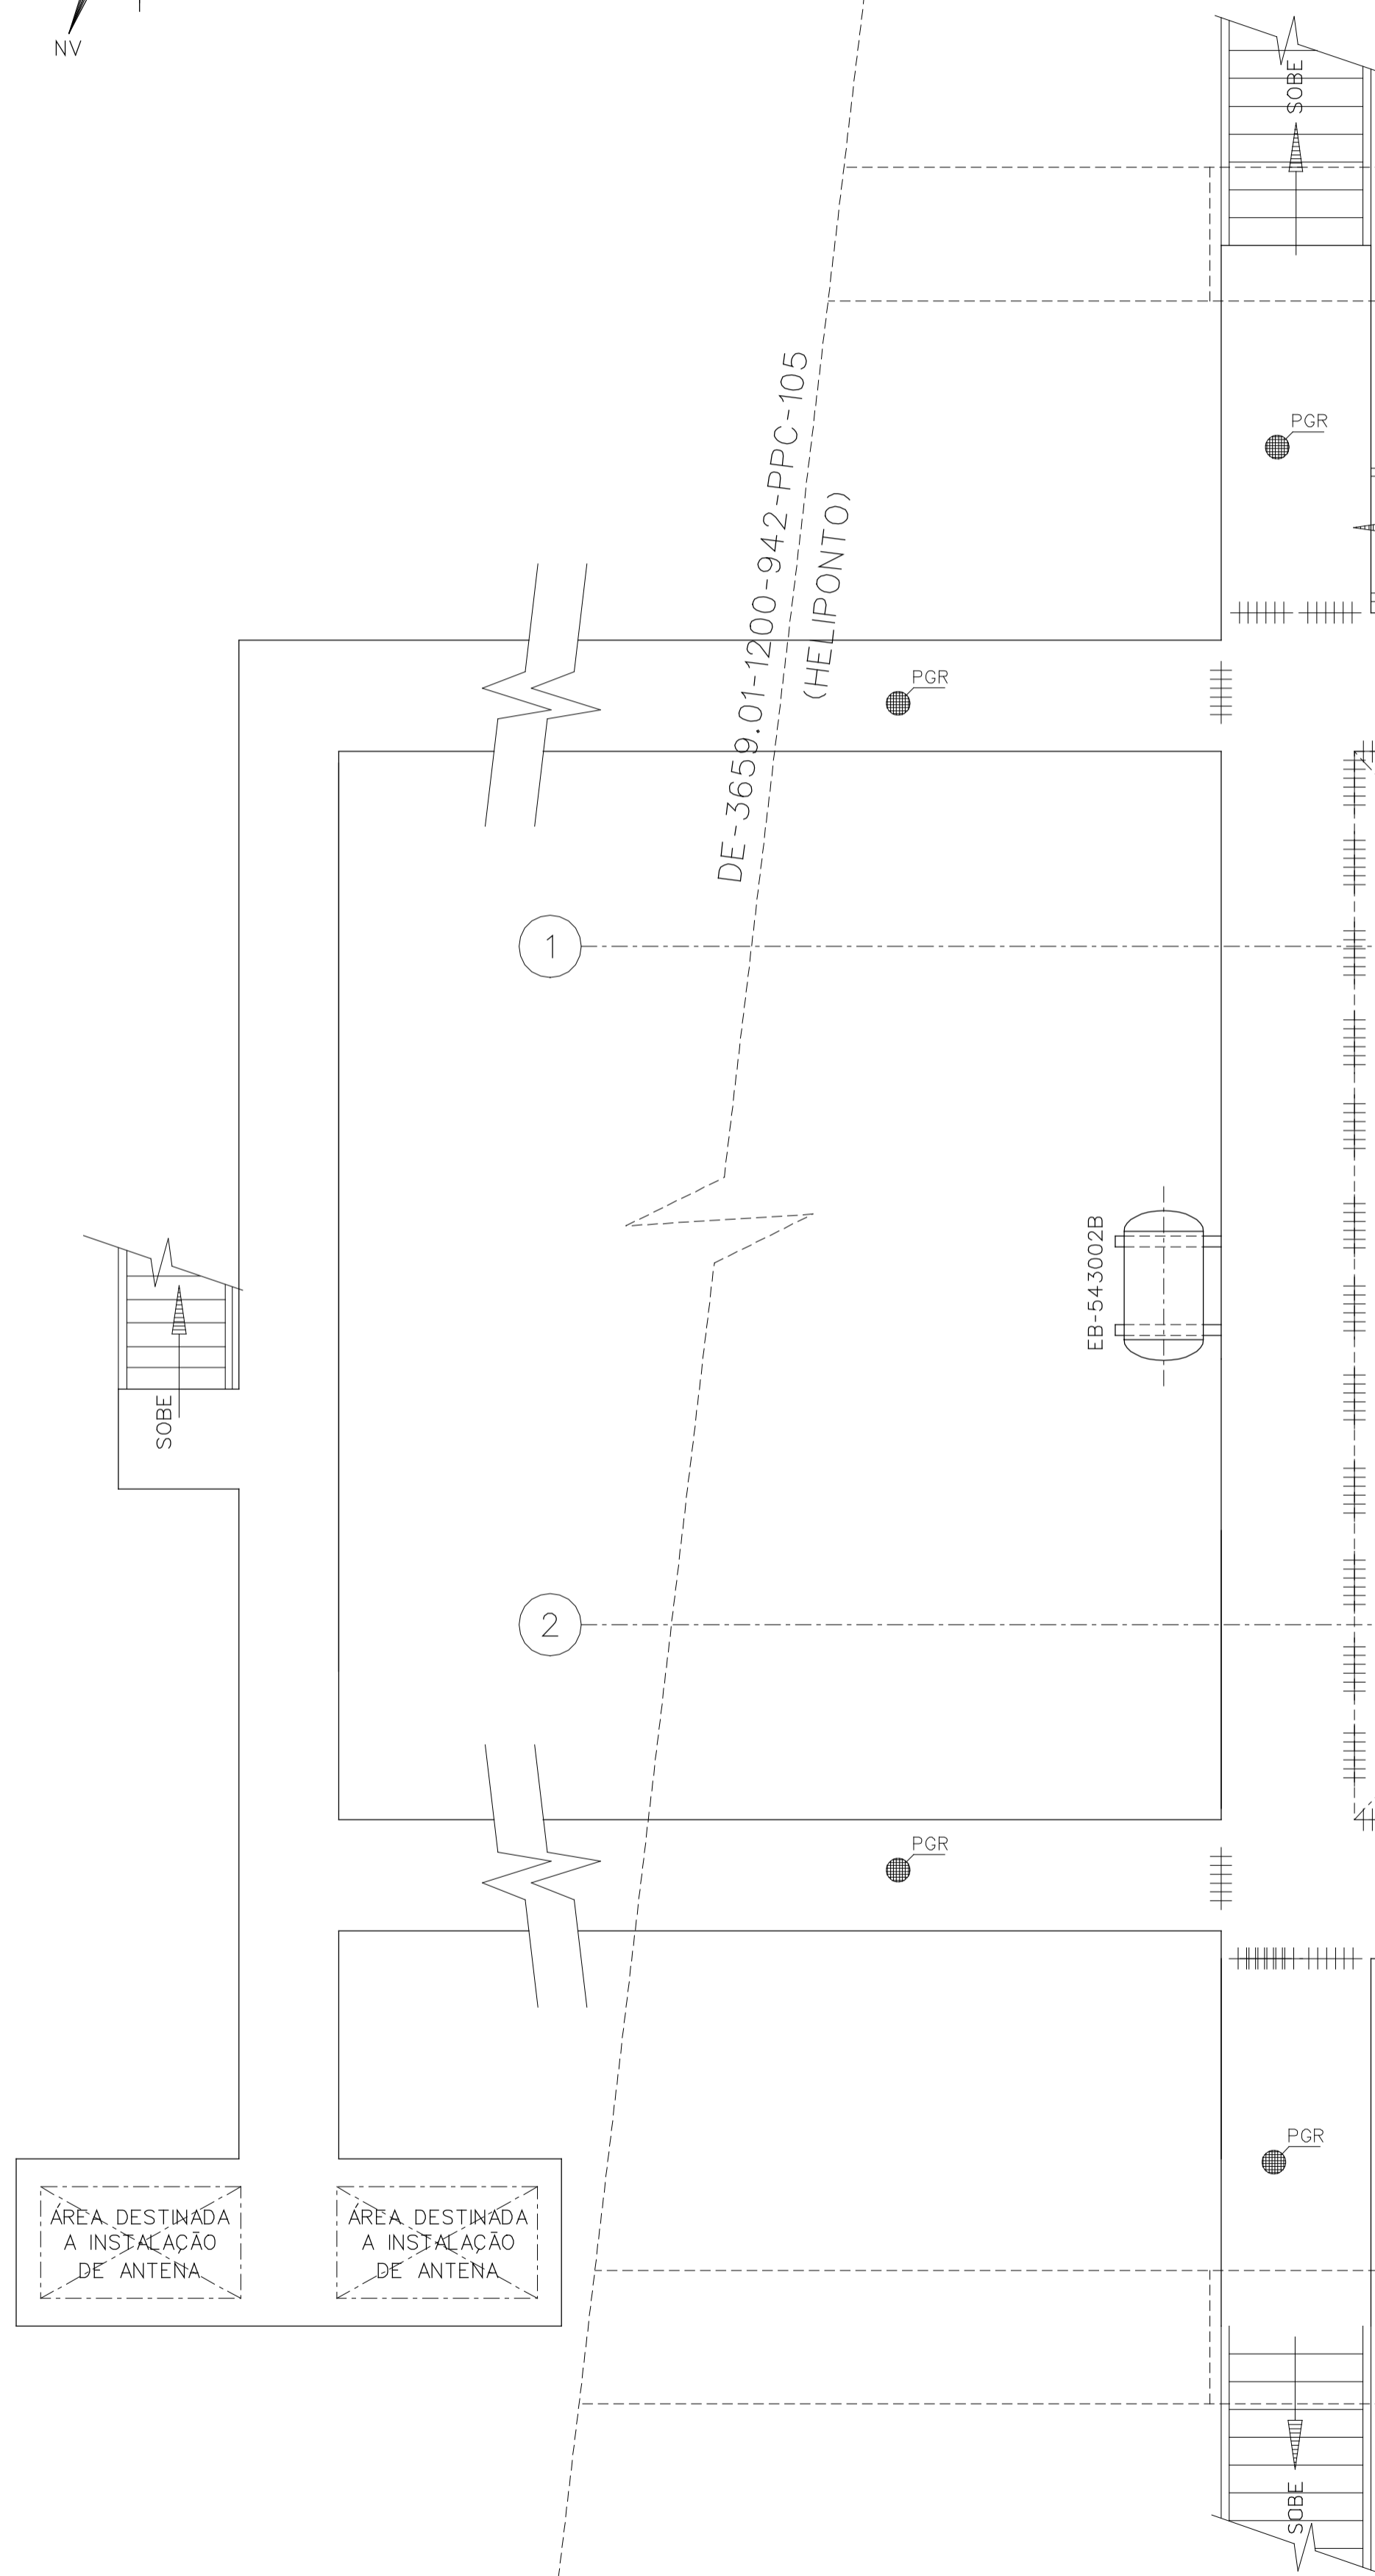 NV
SOBE
PGR
DE-3659.01-1200-942-PPC-105
(HELIPONTO)
PGR
1
EB-543002B
SOBE
2
PGR
PGR
ÁREA DESTINADA
A INSTALAÇÃO
DE ANTENA
ÁREA DESTINADA
A INSTALAÇÃO
DE ANTENA
SOBE